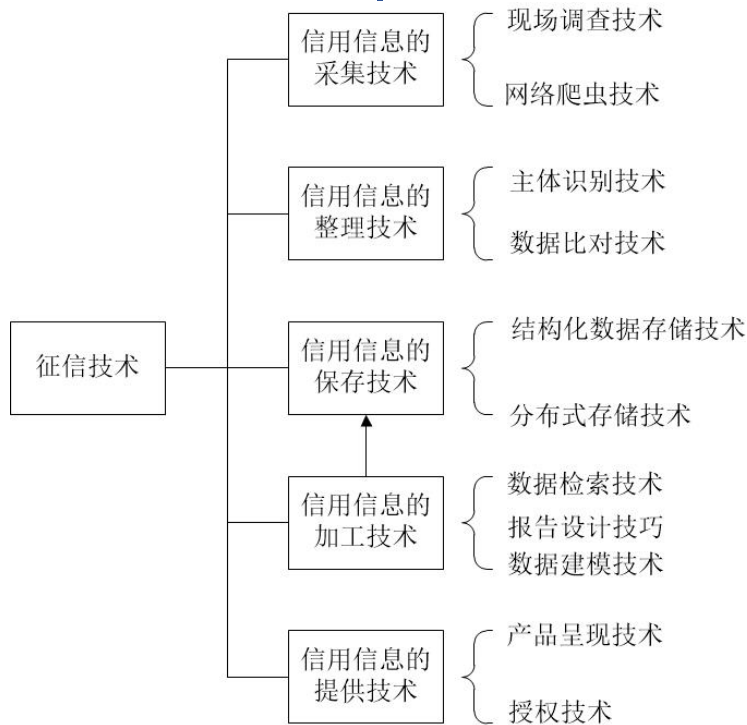 信用信息的
采集技术
现场调查技术
网络爬虫技术
信用信息的
整理技术
主体识别技术
数据比对技术
征信技术
信用信息的
保存技术
结构化数据存储技术
分布式存储技术
信用信息的
加工技术
数据检索技术
报告设计技巧
数据建模技术
信用信息的
提供技术
产品呈现技术
授权技术